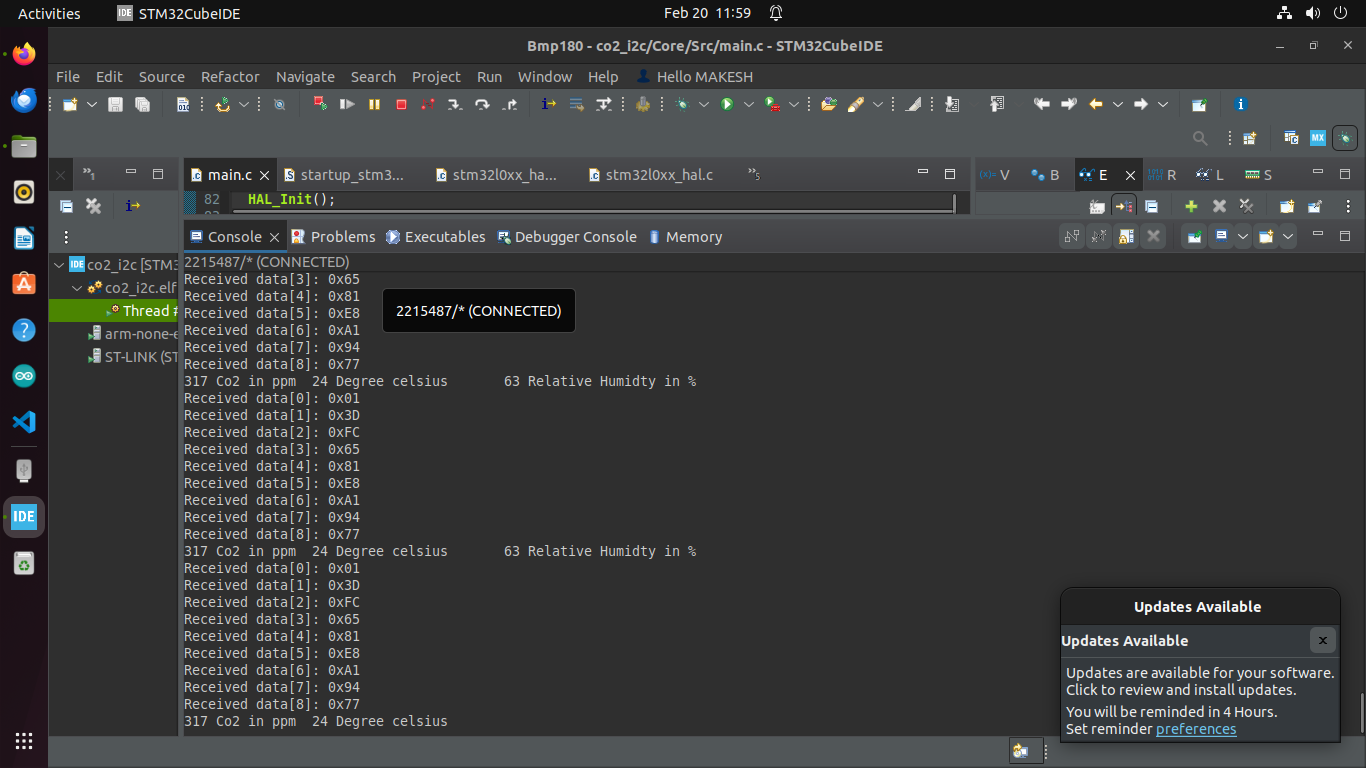 Activities
STM32CubeIDE
Feb 20 11:59
Bmp180 - co2_i2c/Core/Src/main.c - STM32CubeIDE
File Edit Source Refactor Navigate Search Project Run Window Help Hello MAKESH
main.c startup_stm3... stm32l0xx_ha... stm32l0xx_hal.c »5
»1
(x)= V B E R L S
82 HAL_Init();
Console Problems Executables Debugger Console Memory
co2_i2c [STM3
co2_i2c.elf
Thread #
arm-none-e
ST-LINK (ST
2215487/* (CONNECTED)
Received data[3]: 0x65
Received data[4]: 0x81
Received data[5]: 0xE8
Received data[6]: 0xA1
Received data[7]: 0x94
Received data[8]: 0x77
317 Co2 in ppm 24 Degree celsius 63 Relative Humidty in %
Received data[0]: 0x01
Received data[1]: 0x3D
Received data[2]: 0xFC
Received data[3]: 0x65
Received data[4]: 0x81
Received data[5]: 0xE8
Received data[6]: 0xA1
Received data[7]: 0x94
Received data[8]: 0x77
317 Co2 in ppm 24 Degree celsius 63 Relative Humidty in %
Received data[0]: 0x01
Received data[1]: 0x3D
Received data[2]: 0xFC
Received data[3]: 0x65
Received data[4]: 0x81
Received data[5]: 0xE8
Received data[6]: 0xA1
Received data[7]: 0x94
Received data[8]: 0x77
317 Co2 in ppm 24 Degree celsius
2215487/* (CONNECTED)
Updates Available
Updates Available
Updates are available for your software.
Click to review and install updates.
You will be reminded in 4 Hours.
Set reminder preferences
IDE
MX